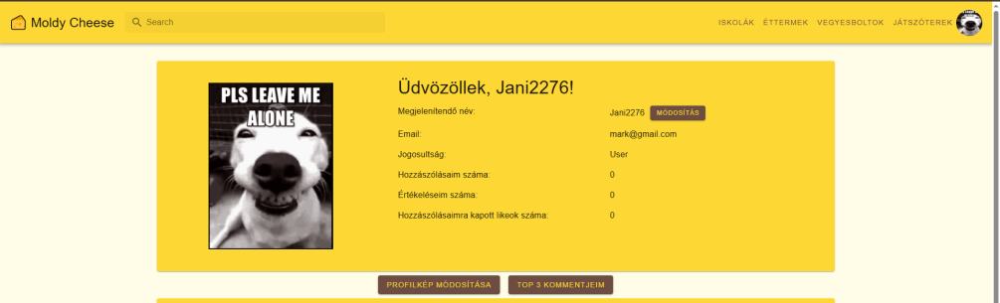 Moldy Cheese
Search
ISKOLÁK ÉTTERMEK VEGYESBOLTOK JÁTSZÓTEREK
PLS LEAVE ME
ALONE
Üdvözöllek, Jani2276!
Megjelenítendő név: Jani2276 MÓDOSÍTÁS
Email: mark@gmail.com
Jogosultság: User
Hozzászólásaim száma: 0
Értékeléseim száma: 0
Hozzászólásaimra kapott likeok száma: 0
PROFILKÉP MÓDOSÍTÁSA TOP 3 KOMMENTJEIM